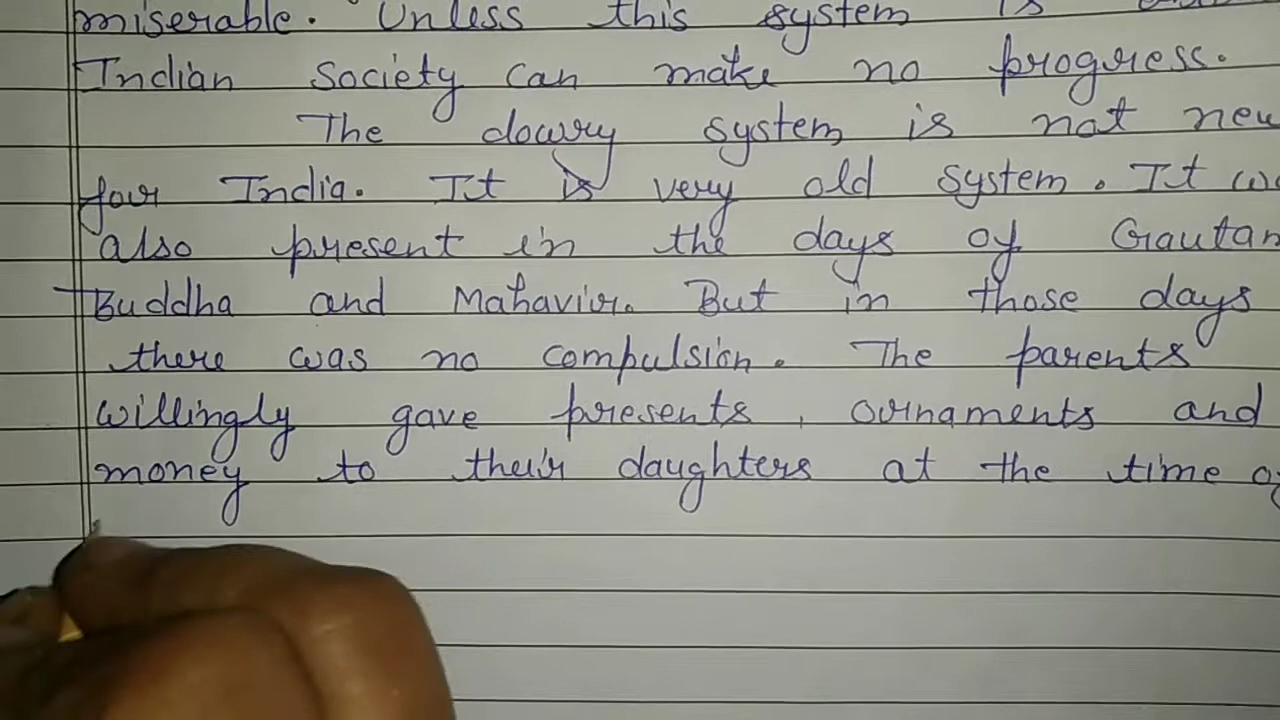 miserable. Unless this system is
Indian Society can make no progress.
The dowry system is not new
for India. It is very old system. It
also present in the days of Gautam
Buddha and Mahavir. But in those days
there was no compulsion. The parents
willingly gave presents, ornaments and
money to their daughters at the time of